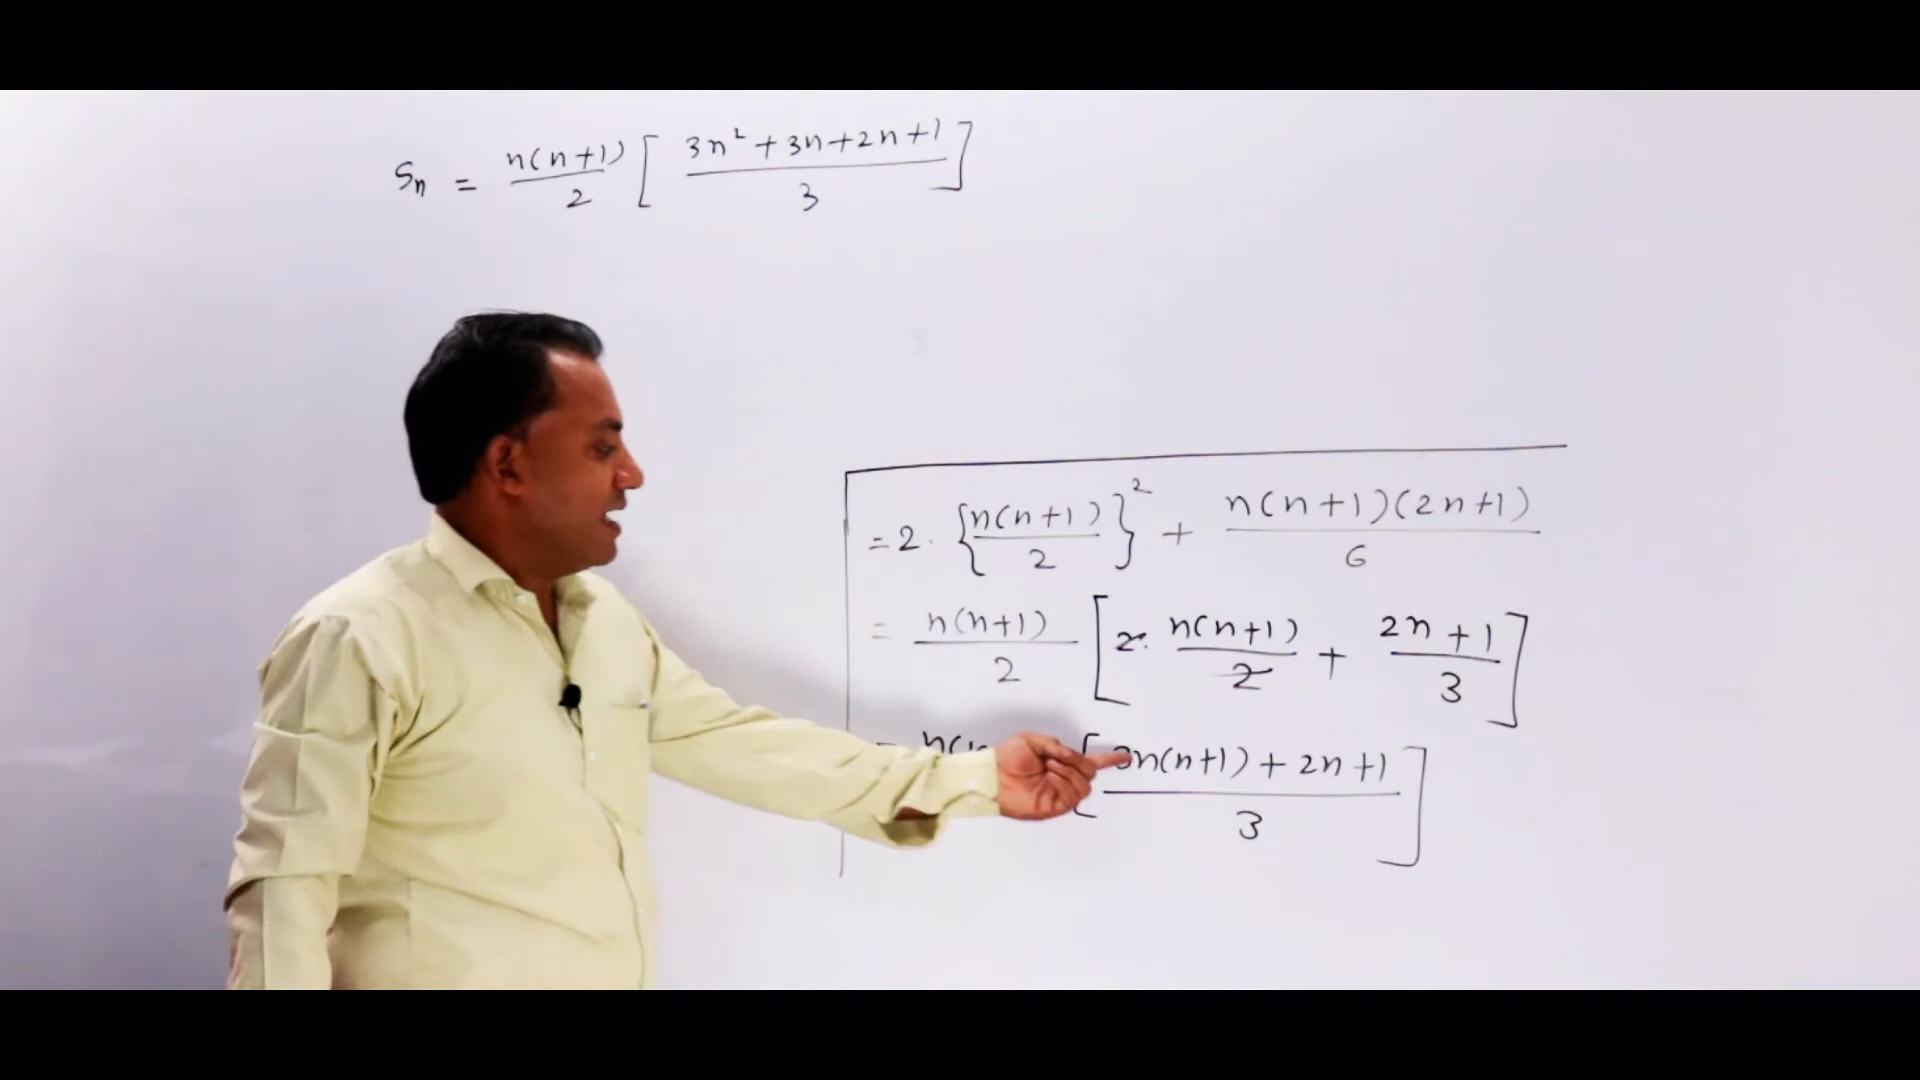 Sn = n(n+1)/2 [ 3n² + 3n + 2n + 1 / 3 ]
= 2 · { n(n+1)/2 }² + n(n+1)(2n+1)/6
= n(n+1)/2 [ 2 · n(n+1)/2 + 2n + 1/3 ]
= [ 3n(n+1) + 2n + 1 / 3 ]